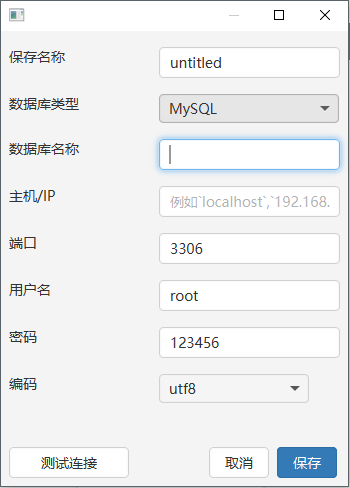 保存名称
untitled
数据库类型
MySQL
数据库名称
主机/IP
例如`localhost`,`192.168.
端口
3306
用户名
root
密码
123456
编码
utf8
测试连接
取消
保存